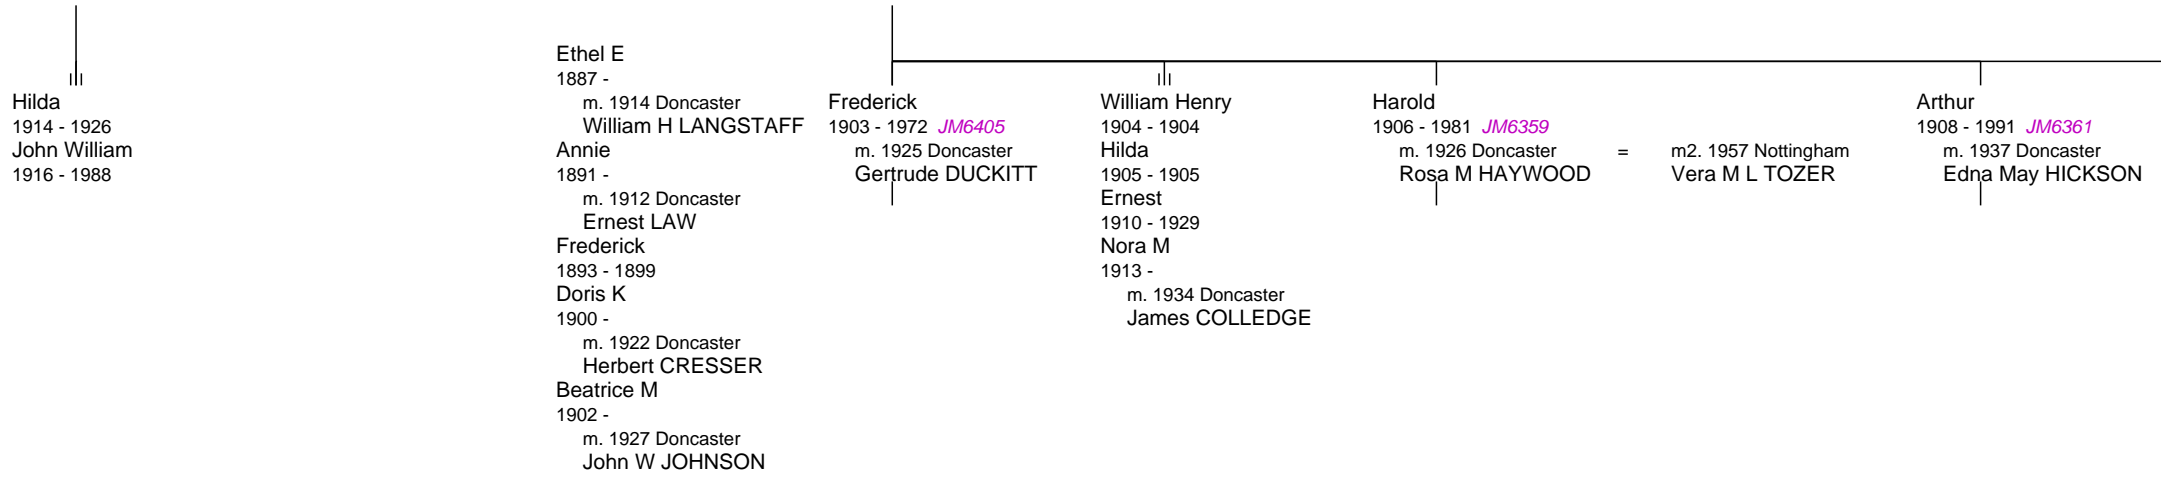 Hilda
1914 - 1926
John William
1916 - 1988
Ethel E
1887 -
m. 1914 Doncaster
William H LANGSTAFF
Annie
1891 -
m. 1912 Doncaster
Ernest LAW
Frederick
1893 - 1899
Doris K
1900 -
m. 1922 Doncaster
Herbert CRESSER
Beatrice M
1902 -
m. 1927 Doncaster
John W JOHNSON
Frederick
1903 - 1972 JM6405
m. 1925 Doncaster
Gertrude DUCKITT
William Henry
1904 - 1904
Hilda
1905 - 1905
Ernest
1910 - 1929
Nora M
1913 -
m. 1934 Doncaster
James COLLEDGE
Harold
1906 - 1981 JM6359
m. 1926 Doncaster = m2. 1957 Nottingham
Rosa M HAYWOOD Vera M L TOZER
Arthur
1908 - 1991 JM6361
m. 1937 Doncaster
Edna May HICKSON